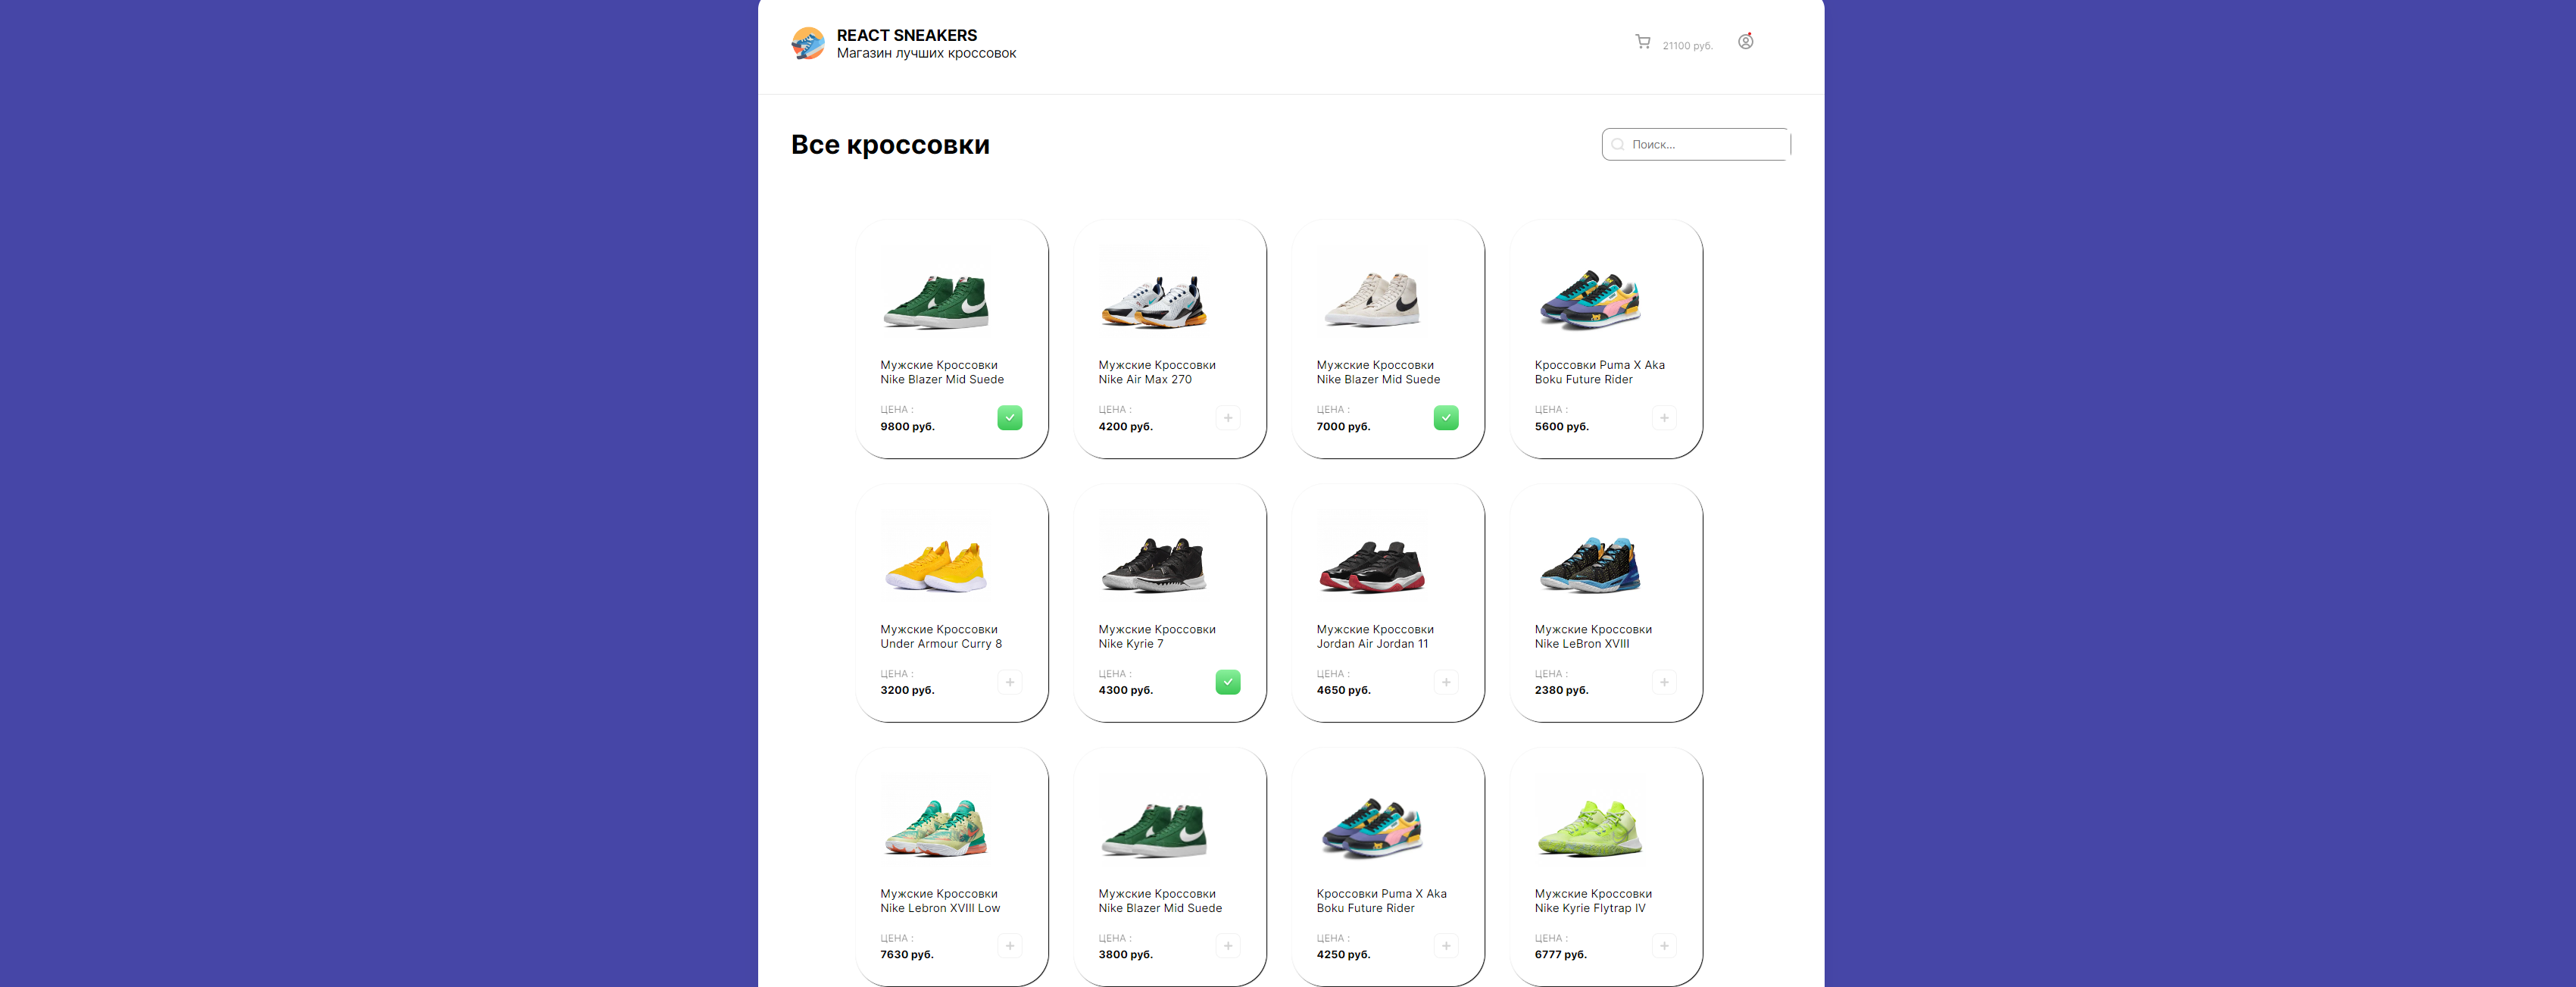 REACT SNEAKERS
Магазин лучших кроссовок
21100 руб.
Все кроссовки
Поиск...
Мужские Кроссовки
Nike Blazer Mid Suede
ЦЕНА :
9800 руб.
Мужские Кроссовки
Nike Air Max 270
ЦЕНА :
4200 руб.
Мужские Кроссовки
Nike Blazer Mid Suede
ЦЕНА :
7000 руб.
Кроссовки Puma X Aka
Boku Future Rider
ЦЕНА :
5600 руб.
Мужские Кроссовки
Under Armour Curry 8
ЦЕНА :
3200 руб.
Мужские Кроссовки
Nike Kyrie 7
ЦЕНА :
4300 руб.
Мужские Кроссовки
Jordan Air Jordan 11
ЦЕНА :
4650 руб.
Мужские Кроссовки
Nike LeBron XVIII
ЦЕНА :
2380 руб.
Мужские Кроссовки
Nike Lebron XVIII Low
ЦЕНА :
7630 руб.
Мужские Кроссовки
Nike Blazer Mid Suede
ЦЕНА :
3800 руб.
Кроссовки Puma X Aka
Boku Future Rider
ЦЕНА :
4250 руб.
Мужские Кроссовки
Nike Kyrie Flytrap IV
ЦЕНА :
6777 руб.